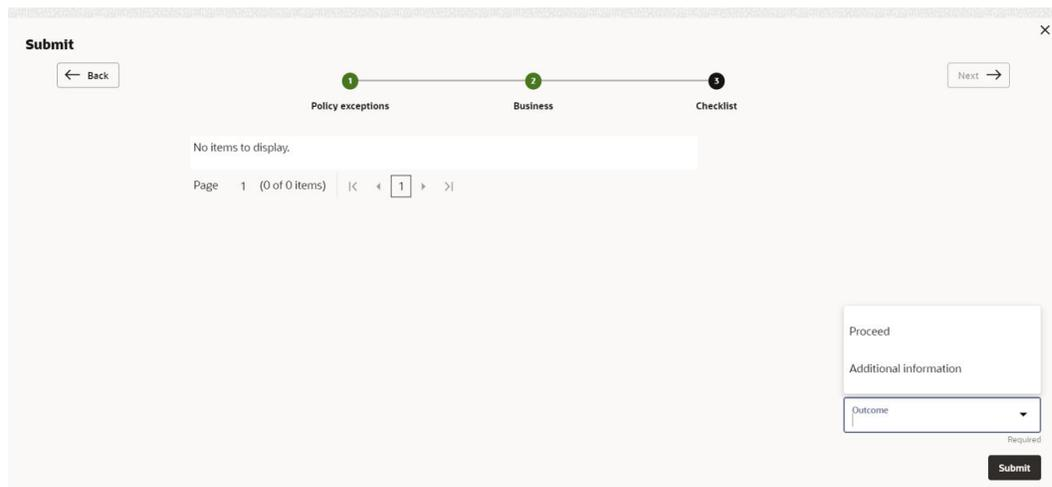 Submit
Back
Next
1
2
3
Policy exceptions
Business
Checklist
No items to display.
Page 1 (0 of 0 items) 1
Proceed
Additional information
Outcome
Required
Submit